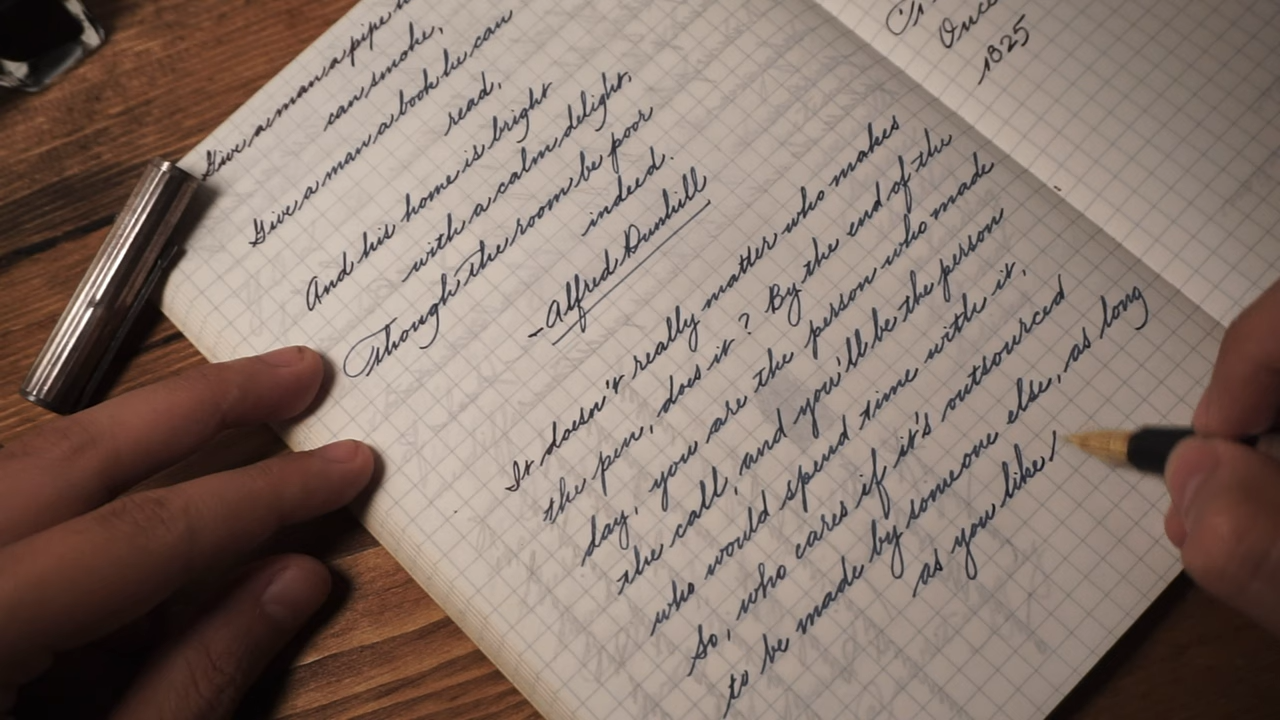 Give a man a pipe
can smoke,
Give a man a book he can
read,
And his home is bright
with a calm delight,
Though the room be poor
indeed.
-Alfred Dunhill
It doesn't really matter who makes
the pen, does it? By the end of the
day, you are the person who made
the call, and you'll be the person
who would spend time with it,
So, who cares if it's outsourced
to be made by someone else, as long
as you like
Once
1825